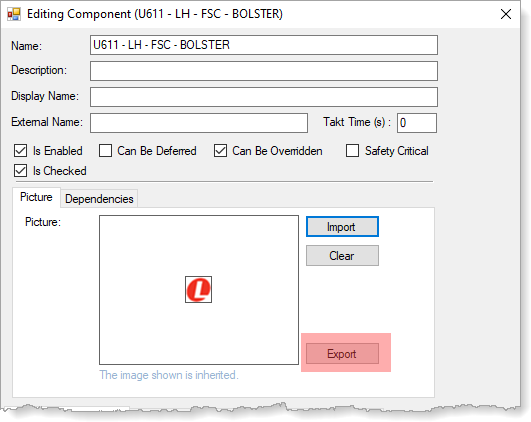 Editing Component (U611 - LH - FSC - BOLSTER)
Name: U611 - LH - FSC - BOLSTER
Description:
Display Name:
External Name: Takt Time (s) : 0
Is Enabled Can Be Deferred Can Be Overridden Safety Critical
Is Checked
Picture Dependencies
Picture: Import
Clear
L
Export
The image shown is inherited.